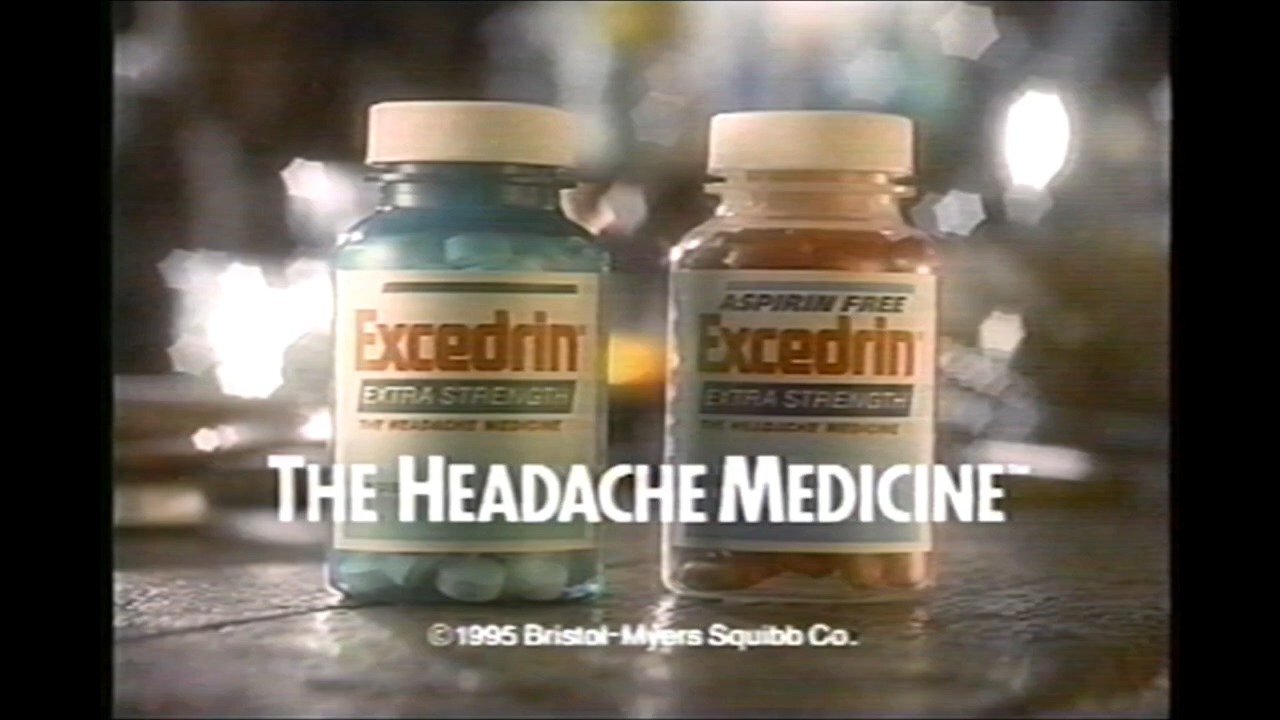 Excedrin
EXTRA STRENGTH
THE HEADACHE MEDICINE
ASPIRIN FREE
Excedrin
EXTRA STRENGTH
THE HEADACHE MEDICINE
THE HEADACHE MEDICINE™
©1995 Bristol-Myers Squibb Co.